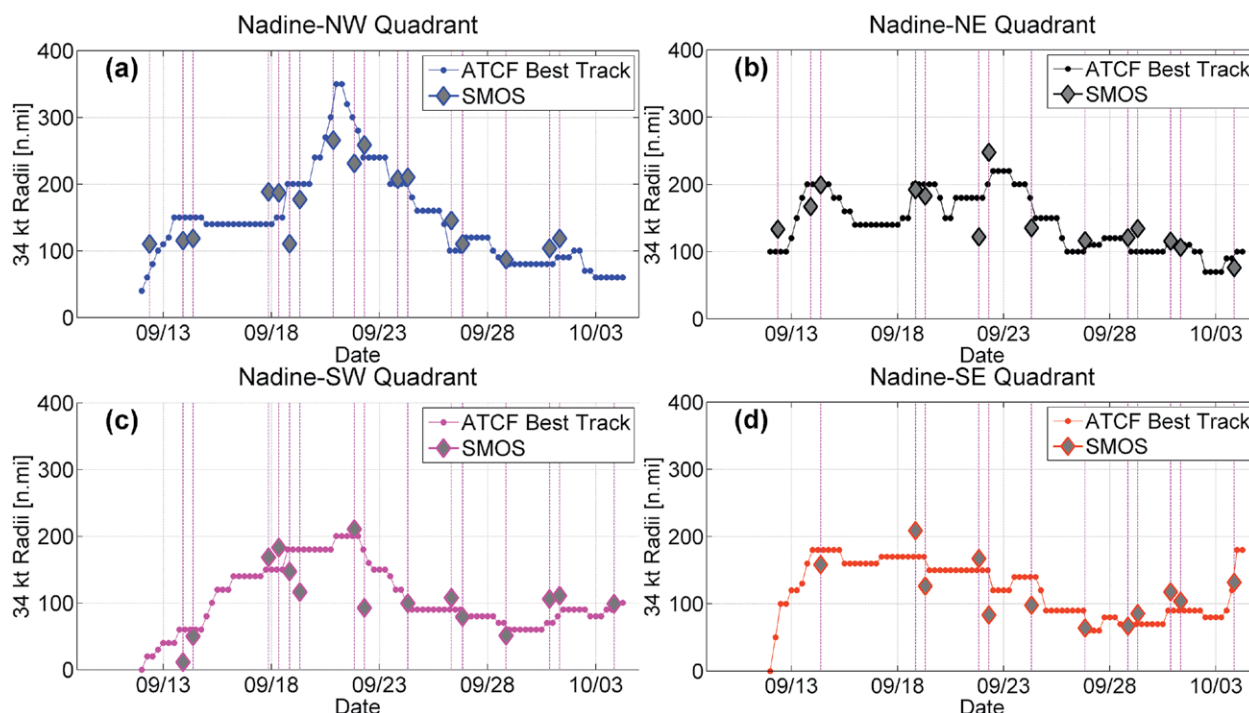 Nadine-NW Quadrant
(a)
ATCF Best Track
SMOS
34 kt Radii [n.mi]
400
300
200
100
0
09/13 09/18 09/23 09/28 10/03
Date
Nadine-NE Quadrant
(b)
ATCF Best Track
SMOS
34 kt Radii [n.mi]
400
300
200
100
0
09/13 09/18 09/23 09/28 10/03
Date
Nadine-SW Quadrant
(c)
ATCF Best Track
SMOS
34 kt Radii [n.mi]
400
300
200
100
0
09/13 09/18 09/23 09/28 10/03
Date
Nadine-SE Quadrant
(d)
ATCF Best Track
SMOS
34 kt Radii [n.mi]
400
300
200
100
0
09/13 09/18 09/23 09/28 10/03
Date